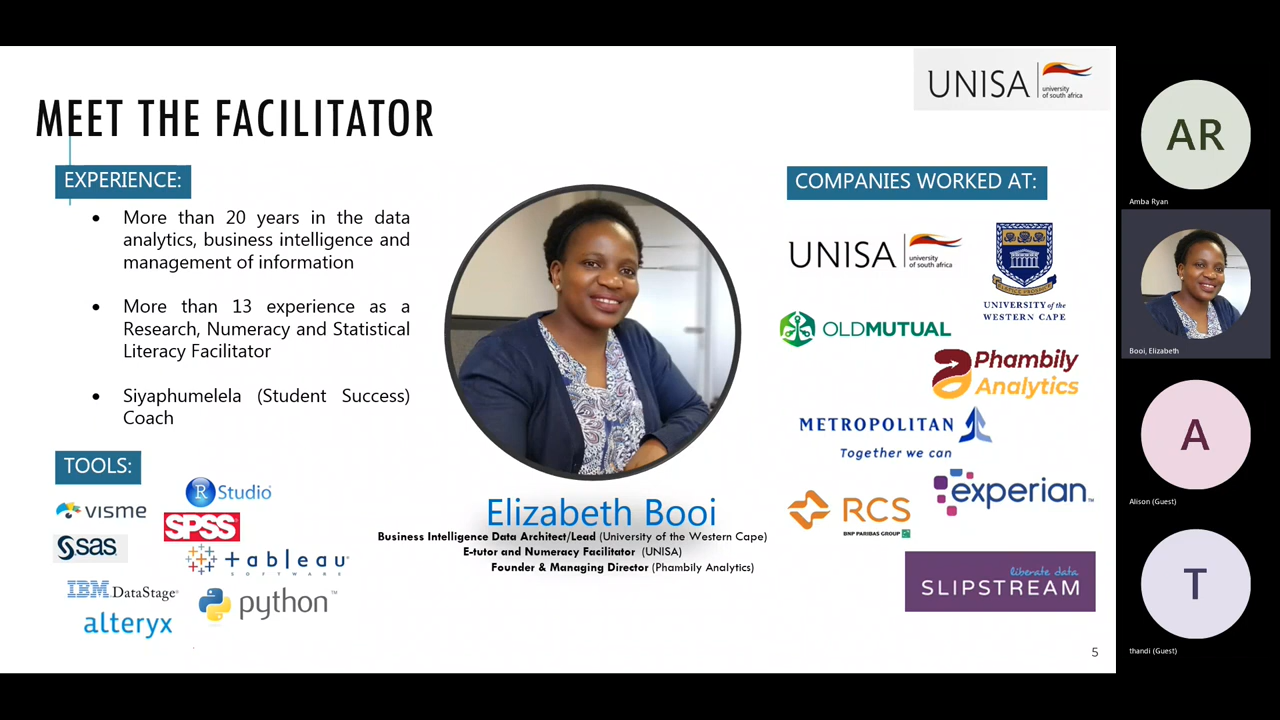 MEET THE FACILITATOR
UNISA
university
of south africa
EXPERIENCE:
• More than 20 years in the data
analytics, business intelligence and
management of information
• More than 13 experience as a
Research, Numeracy and Statistical
Literacy Facilitator
• Siyaphumelela (Student Success)
Coach
TOOLS:
R Studio
visme
SPSS
sas
tableau
SOFTWARE
IBM DataStage
python™
alteryx
Elizabeth Booi
Business Intelligence Data Architect/Lead (University of the Western Cape)
E-tutor and Numeracy Facilitator (UNISA)
Founder & Managing Director (Phambily Analytics)
COMPANIES WORKED AT:
UNISA
university
of south africa
UNIVERSITY of the
WESTERN CAPE
OLDMUTUAL
Phambily
Analytics
METROPOLITAN
Together we can
experian™
RCS
BNP PARIBAS GROUP
liberate data
SLIPSTREAM
5
AR
Amba Ryan
Booi, Elizabeth
A
Alison (Guest)
T
thandi (Guest)